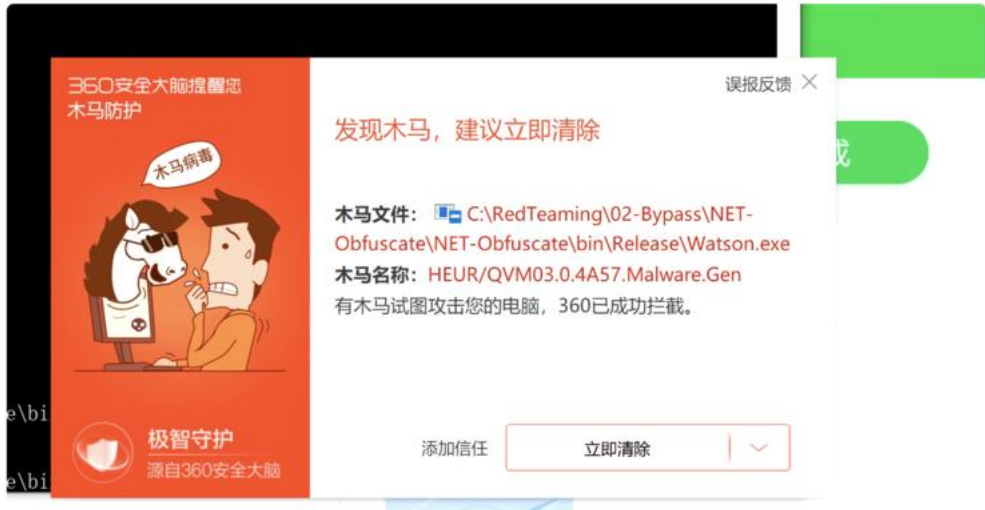 360安全大脑提醒您
木马防护
木马病毒
极智守护
源自360安全大脑
误报反馈
发现木马，建议立即清除
木马文件： C:\RedTeaming\02-Bypass\NET-
Obfuscate\NET-Obfuscate\bin\Release\Watson.exe
木马名称：HEUR/QVM03.0.4A57.Malware.Gen
有木马试图攻击您的电脑，360已成功拦截。
添加信任
立即清除
e\bi
e\bi